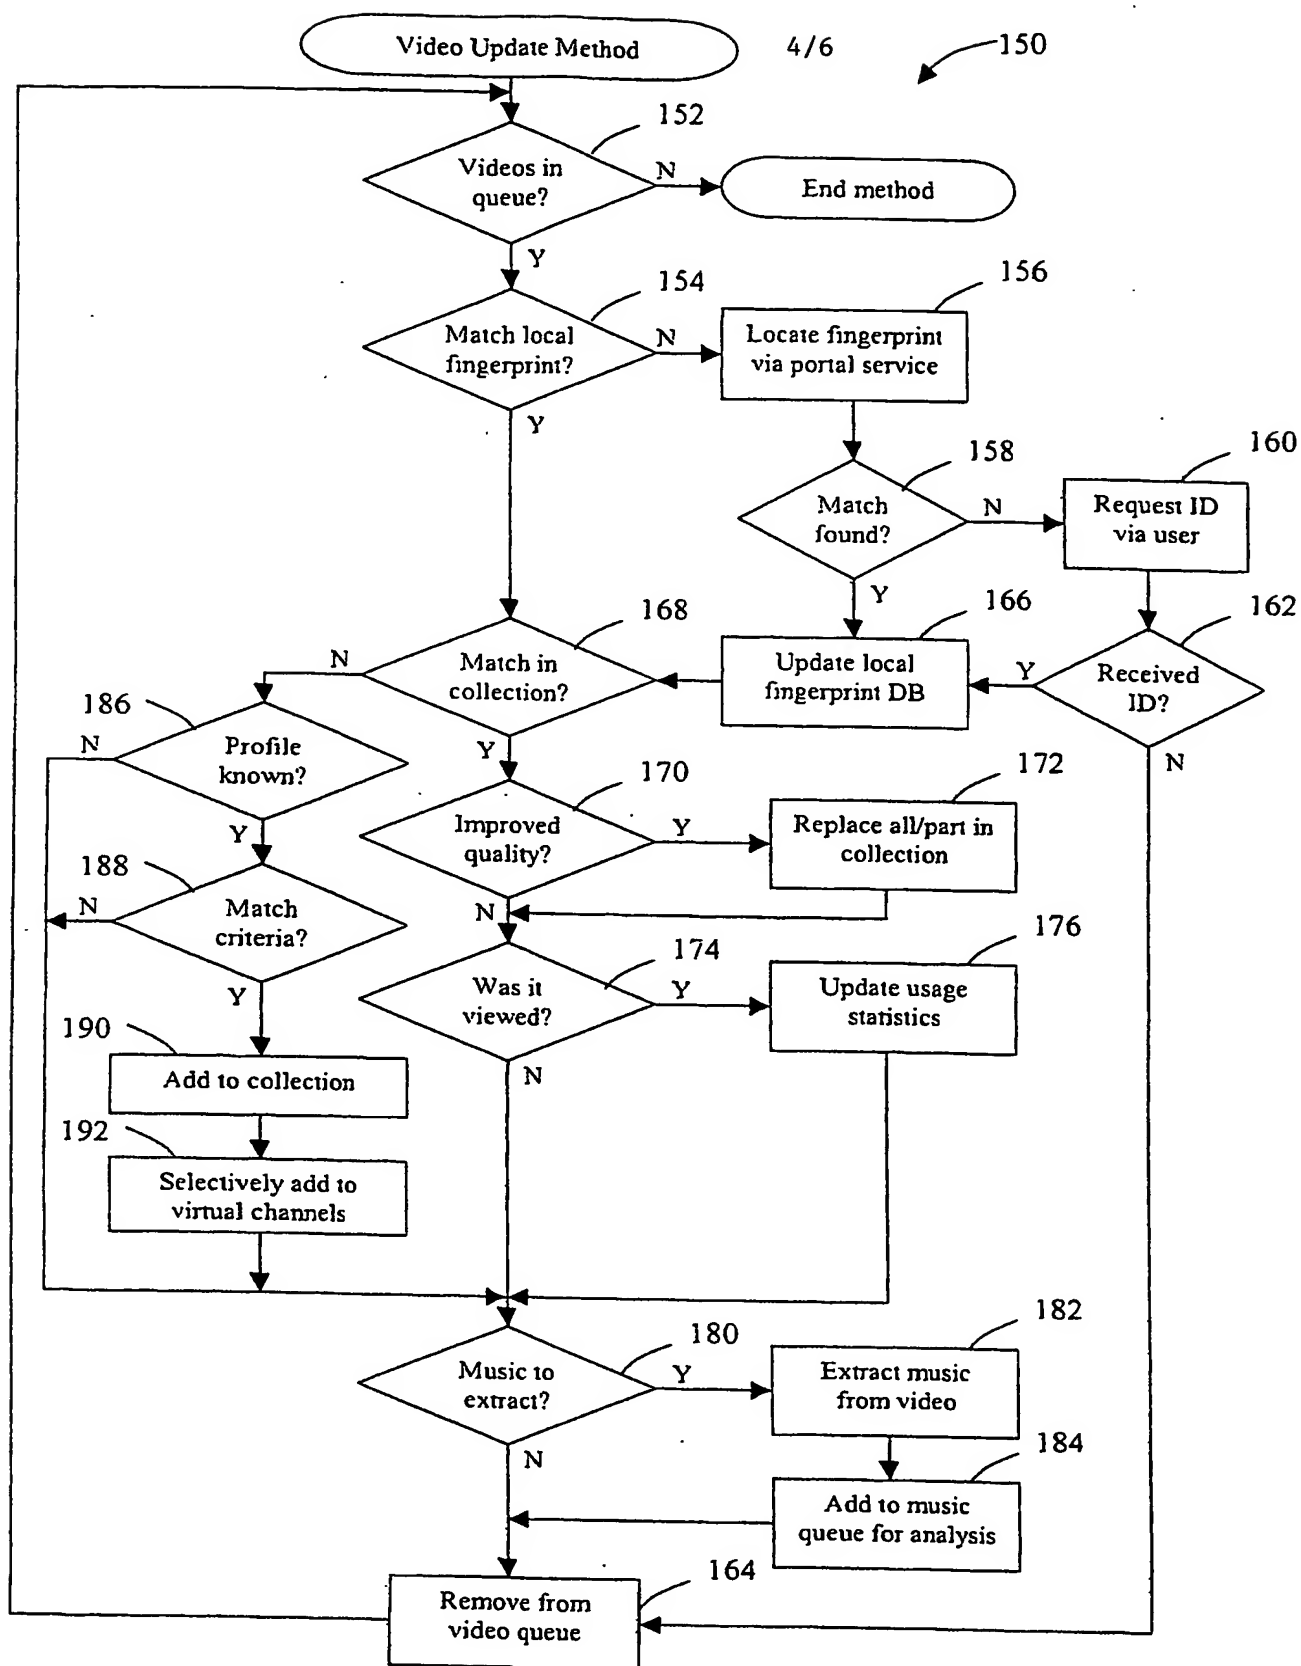 Video Update Method
4/6
150
152
Videos in
queue?
N
End method
Y
154
156
Match local
fingerprint?
N
Locate fingerprint
via portal service
Y
158
160
Match
found?
N
Request ID
via user
Y
168
166
162
N
Match in
collection?
Update local
fingerprint DB
Y
Received
ID?
186
N
Profile
known?
Y
N
170
172
Improved
quality?
Y
Replace all/part in
collection
Y
188
N
Match
criteria?
N
174
176
Was it
viewed?
Y
Update usage
statistics
Y
190
N
Add to collection
192
Selectively add to
virtual channels
180
182
Music to
extract?
Y
Extract music
from video
N
184
Add to music
queue for analysis
164
Remove from
video queue